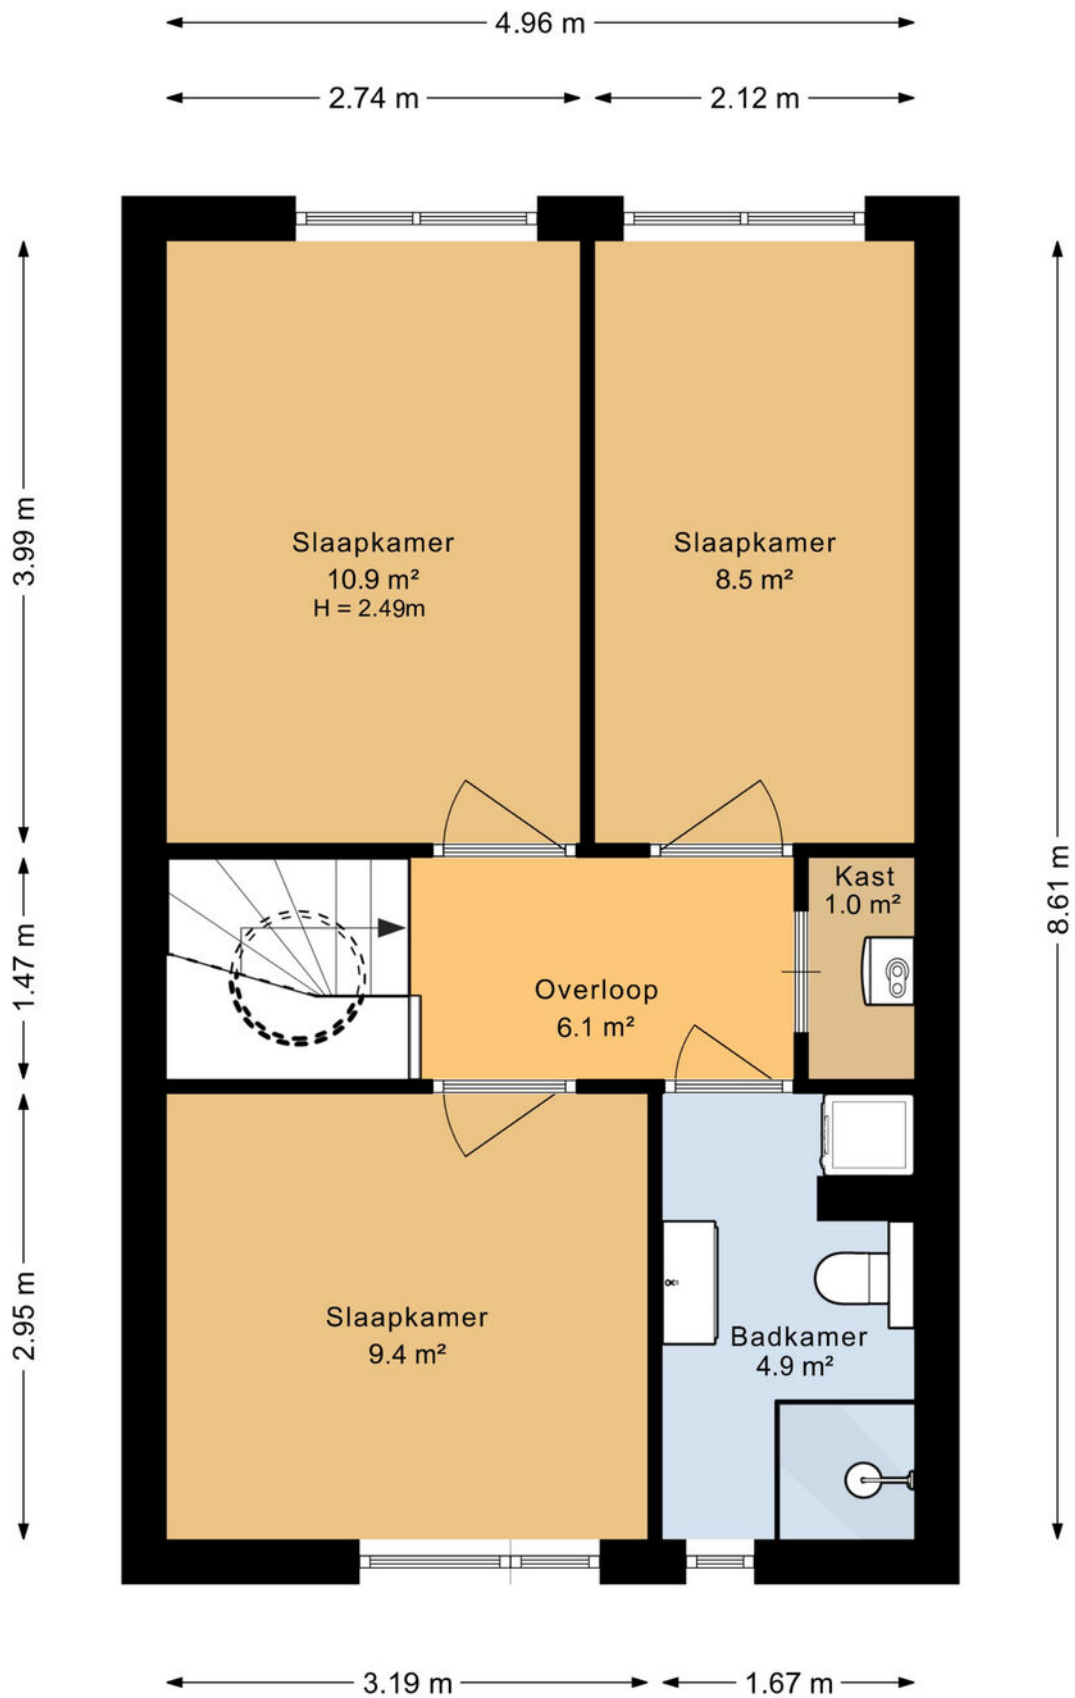 4.96 m
2.74 m
2.12 m
3.99 m
1.47 m
2.95 m
8.61 m
Slaapkamer
10.9 m²
H = 2.49m
Slaapkamer
8.5 m²
Kast
1.0 m²
Overloop
6.1 m²
Slaapkamer
9.4 m²
Badkamer
4.9 m²
3.19 m
1.67 m